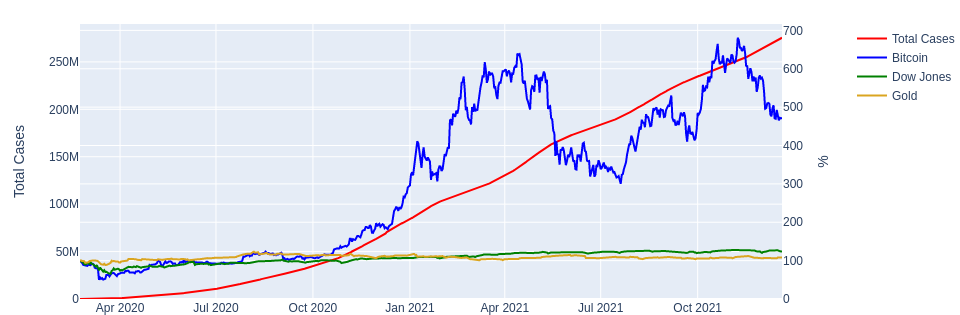 Total Cases
250M
200M
150M
100M
50M
0
700
600
500
400
300
200
100
0
%
Apr 2020
Jul 2020
Oct 2020
Jan 2021
Apr 2021
Jul 2021
Oct 2021
Total Cases
Bitcoin
Dow Jones
Gold